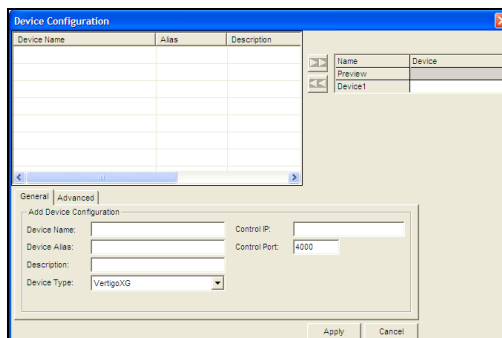 Device Configuration
Device Name Alias Description
Name Device
Preview
Device1
General Advanced
Add Device Configuration
Device Name: Control IP:
Device Alias: Control Port: 4000
Description:
Device Type: VertigoXG
Apply Cancel